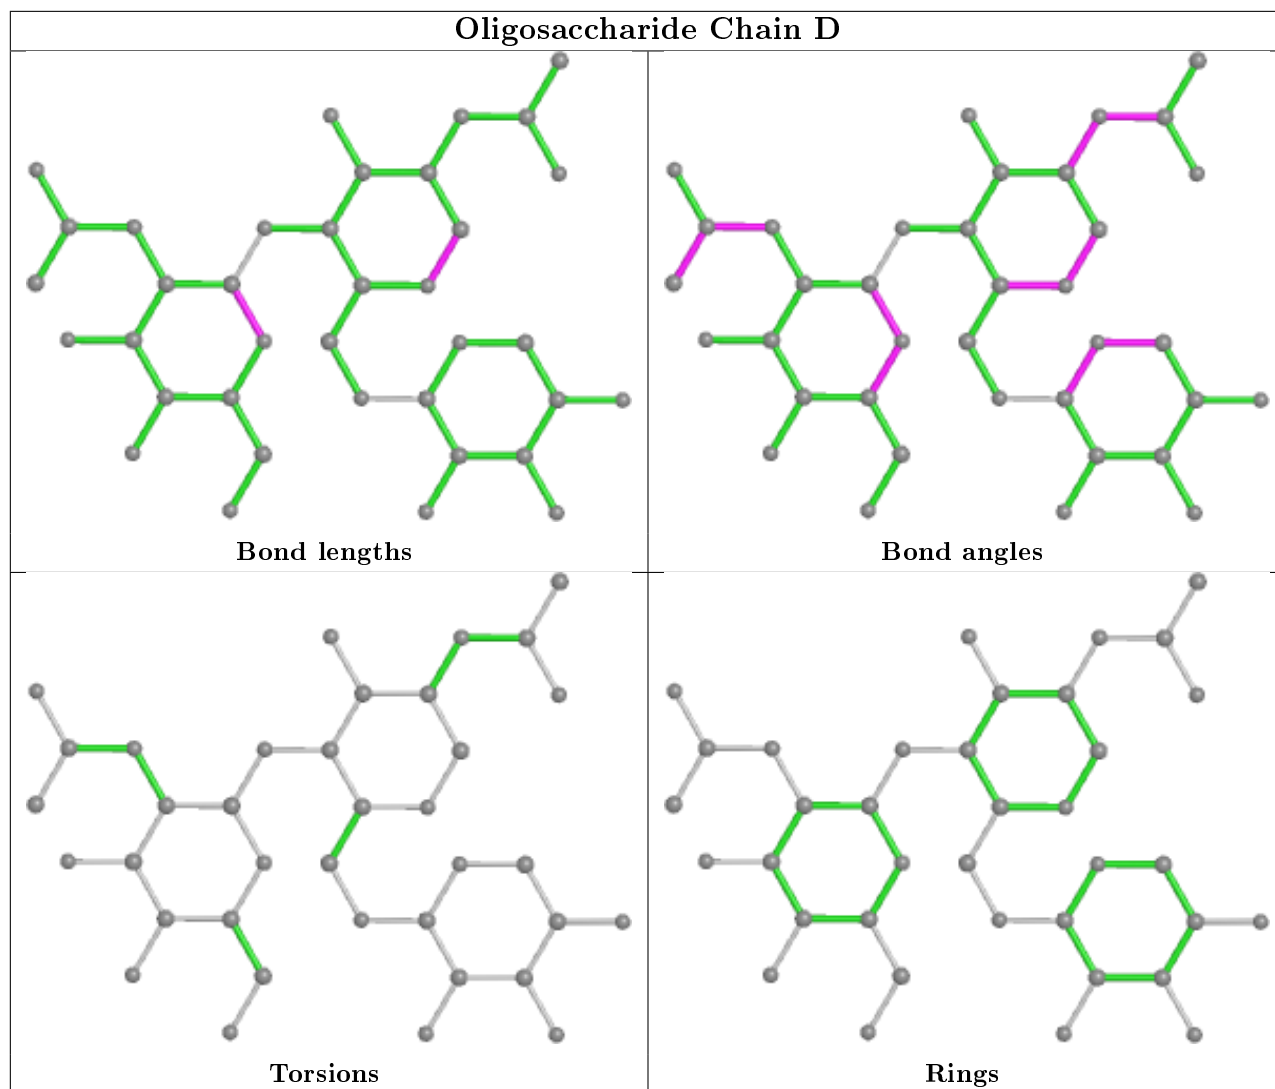 Oligosaccharide Chain D
Bond lengths
Bond angles
Torsions
Rings